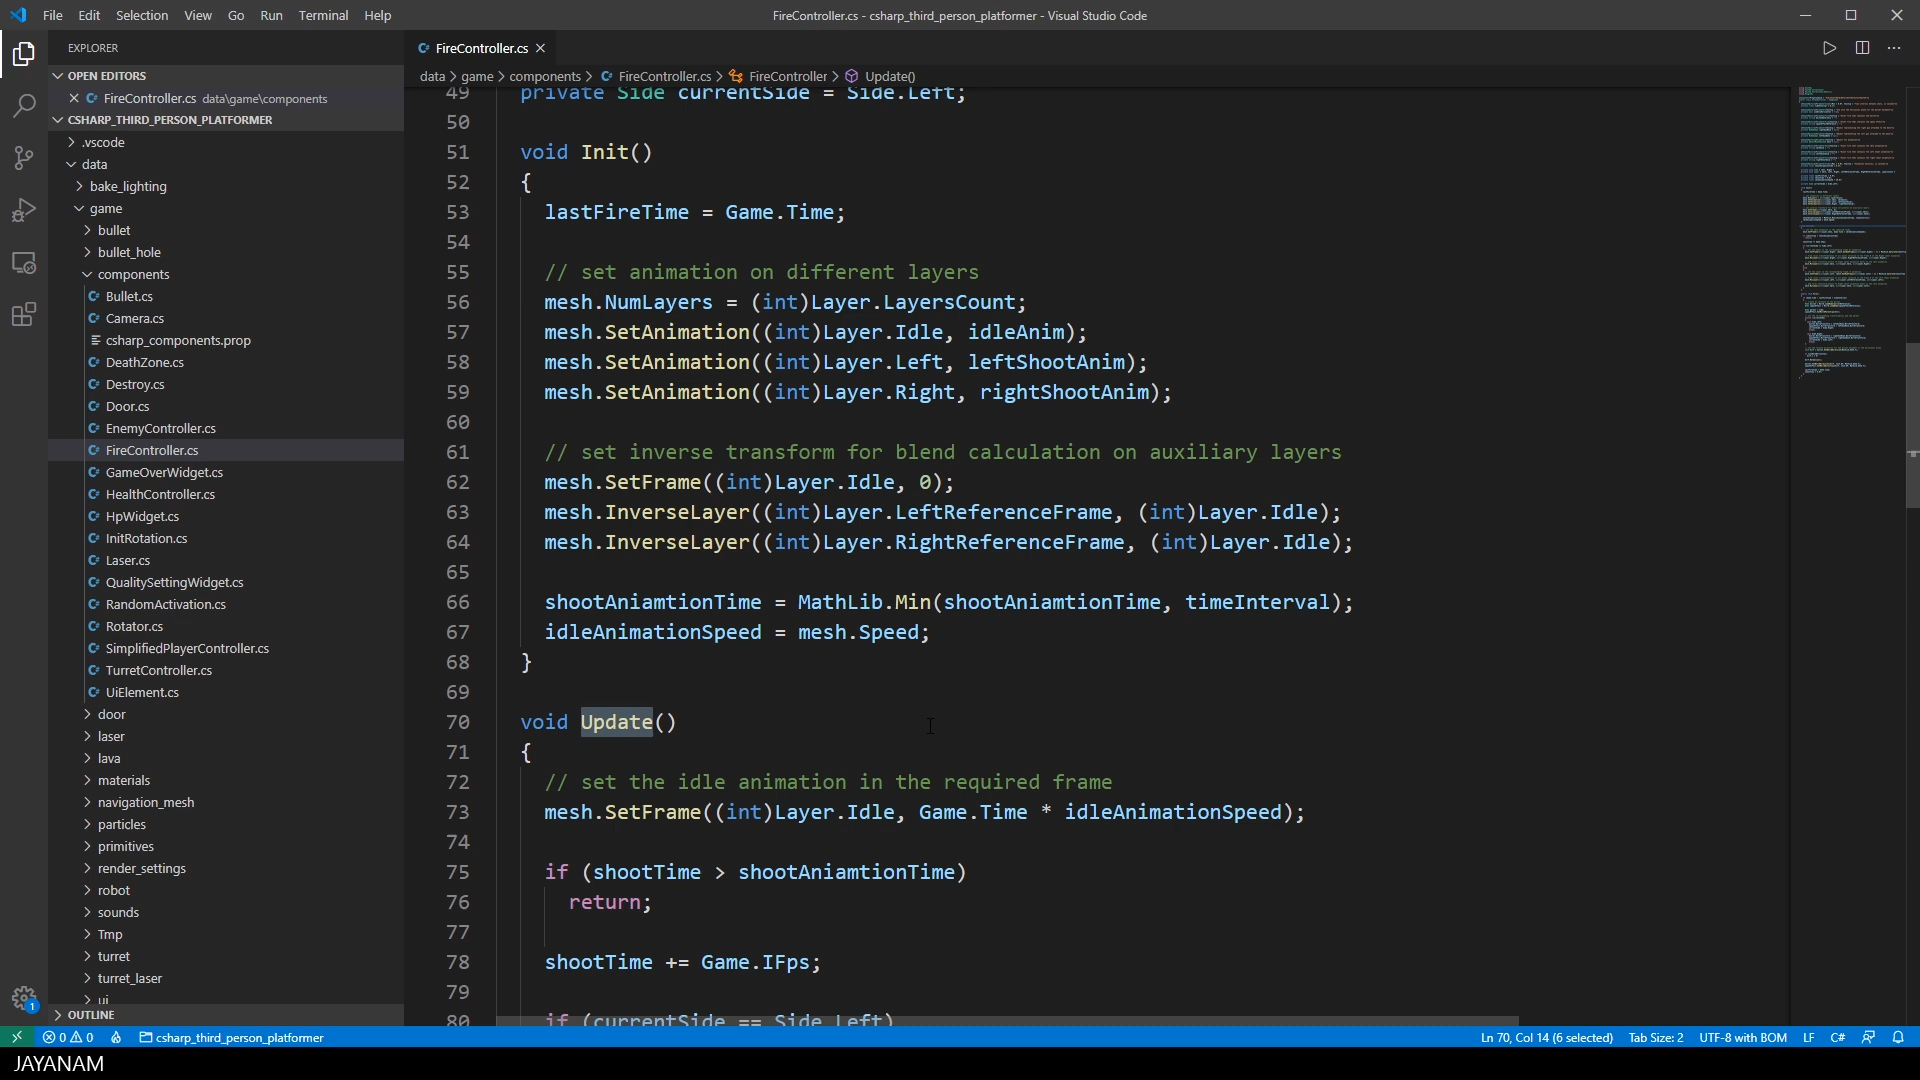 File Edit Selection View Go Run Terminal Help
FireController.cs - csharp_third_person_platformer - Visual Studio Code
EXPLORER
FireController.cs
OPEN EDITORS
FireController.cs data\game\components
CSHARP_THIRD_PERSON_PLATFORMER
.vscode
data
bake_lighting
game
bullet
bullet_hole
components
Bullet.cs
Camera.cs
csharp_components.prop
DeathZone.cs
Destroy.cs
Door.cs
EnemyController.cs
FireController.cs
GameOverWidget.cs
HealthController.cs
HpWidget.cs
InitRotation.cs
Laser.cs
QualitySettingWidget.cs
RandomActivation.cs
Rotator.cs
SimplifiedPlayerController.cs
TurretController.cs
UiElement.cs
door
laser
lava
materials
navigation_mesh
particles
primitives
render_settings
robot
sounds
Tmp
turret
turret_laser
ui
OUTLINE
data > game > components > FireController.cs > FireController > Update()
49 private Side currentSide = Side.Left;
50
51 void Init()
52 {
53 lastFireTime = Game.Time;
54
55 // set animation on different layers
56 mesh.NumLayers = (int)Layer.LayersCount;
57 mesh.SetAnimation((int)Layer.Idle, idleAnim);
58 mesh.SetAnimation((int)Layer.Left, leftShootAnim);
59 mesh.SetAnimation((int)Layer.Right, rightShootAnim);
60
61 // set inverse transform for blend calculation on auxiliary layers
62 mesh.SetFrame((int)Layer.Idle, 0);
63 mesh.InverseLayer((int)Layer.LeftReferenceFrame, (int)Layer.Idle);
64 mesh.InverseLayer((int)Layer.RightReferenceFrame, (int)Layer.Idle);
65
66 shootAniamtionTime = MathLib.Min(shootAniamtionTime, timeInterval);
67 idleAnimationSpeed = mesh.Speed;
68 }
69
70 void Update()
71 {
72 // set the idle animation in the required frame
73 mesh.SetFrame((int)Layer.Idle, Game.Time * idleAnimationSpeed);
74
75 if (shootTime > shootAniamtionTime)
76 return;
77
78 shootTime += Game.IFps;
79
80 if (currentSide == Side.Left)
1
0 0 csharp_third_person_platformer
Ln 70, Col 14 (6 selected) Tab Size: 2 UTF-8 with BOM LF C#
JAYANAM